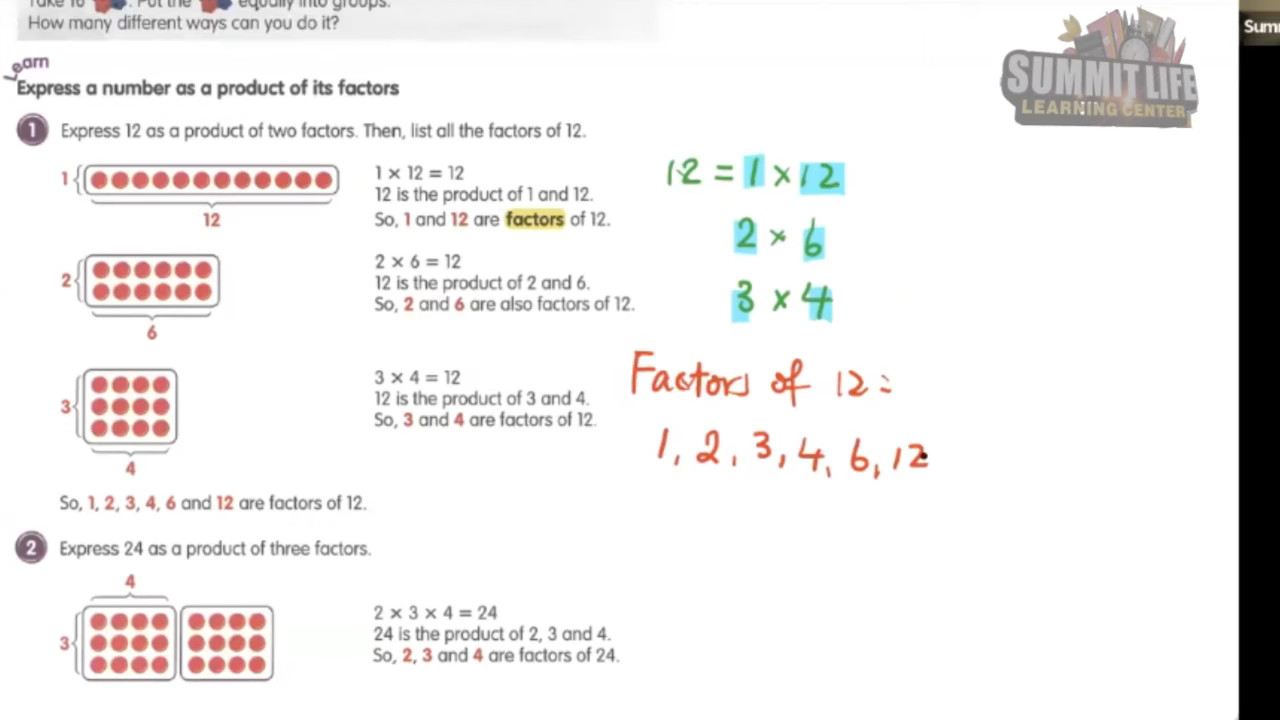 Take 16 . Put the equally into groups.
How many different ways can you do it?
Summ
SUMMIT LIFE
LEARNING CENTER
Learn
Express a number as a product of its factors
1 Express 12 as a product of two factors. Then, list all the factors of 12.
1
12
1 × 12 = 12
12 is the product of 1 and 12.
So, 1 and 12 are factors of 12.
2
6
2 × 6 = 12
12 is the product of 2 and 6.
So, 2 and 6 are also factors of 12.
3
4
3 × 4 = 12
12 is the product of 3 and 4.
So, 3 and 4 are factors of 12.
So, 1, 2, 3, 4, 6 and 12 are factors of 12.
12 = 1 × 12
2 × 6
3 × 4
Factors of 12 =
1, 2, 3, 4, 6, 12
2 Express 24 as a product of three factors.
4
3
2 × 3 × 4 = 24
24 is the product of 2, 3 and 4.
So, 2, 3 and 4 are factors of 24.